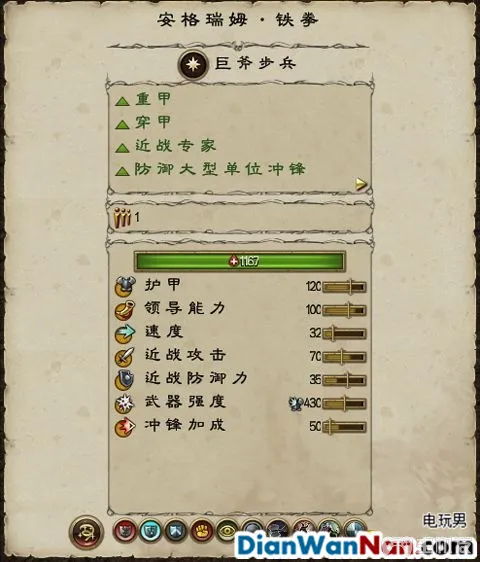 安格瑞姆·铁拳
巨斧步兵
重甲
穿甲
近战专家
防御大型单位冲锋
1
1167
护甲 120
领导能力 100
速度 32
近战攻击 70
近战防御力 35
武器强度 430
冲锋加成 50
电玩男
DianWanNan.com